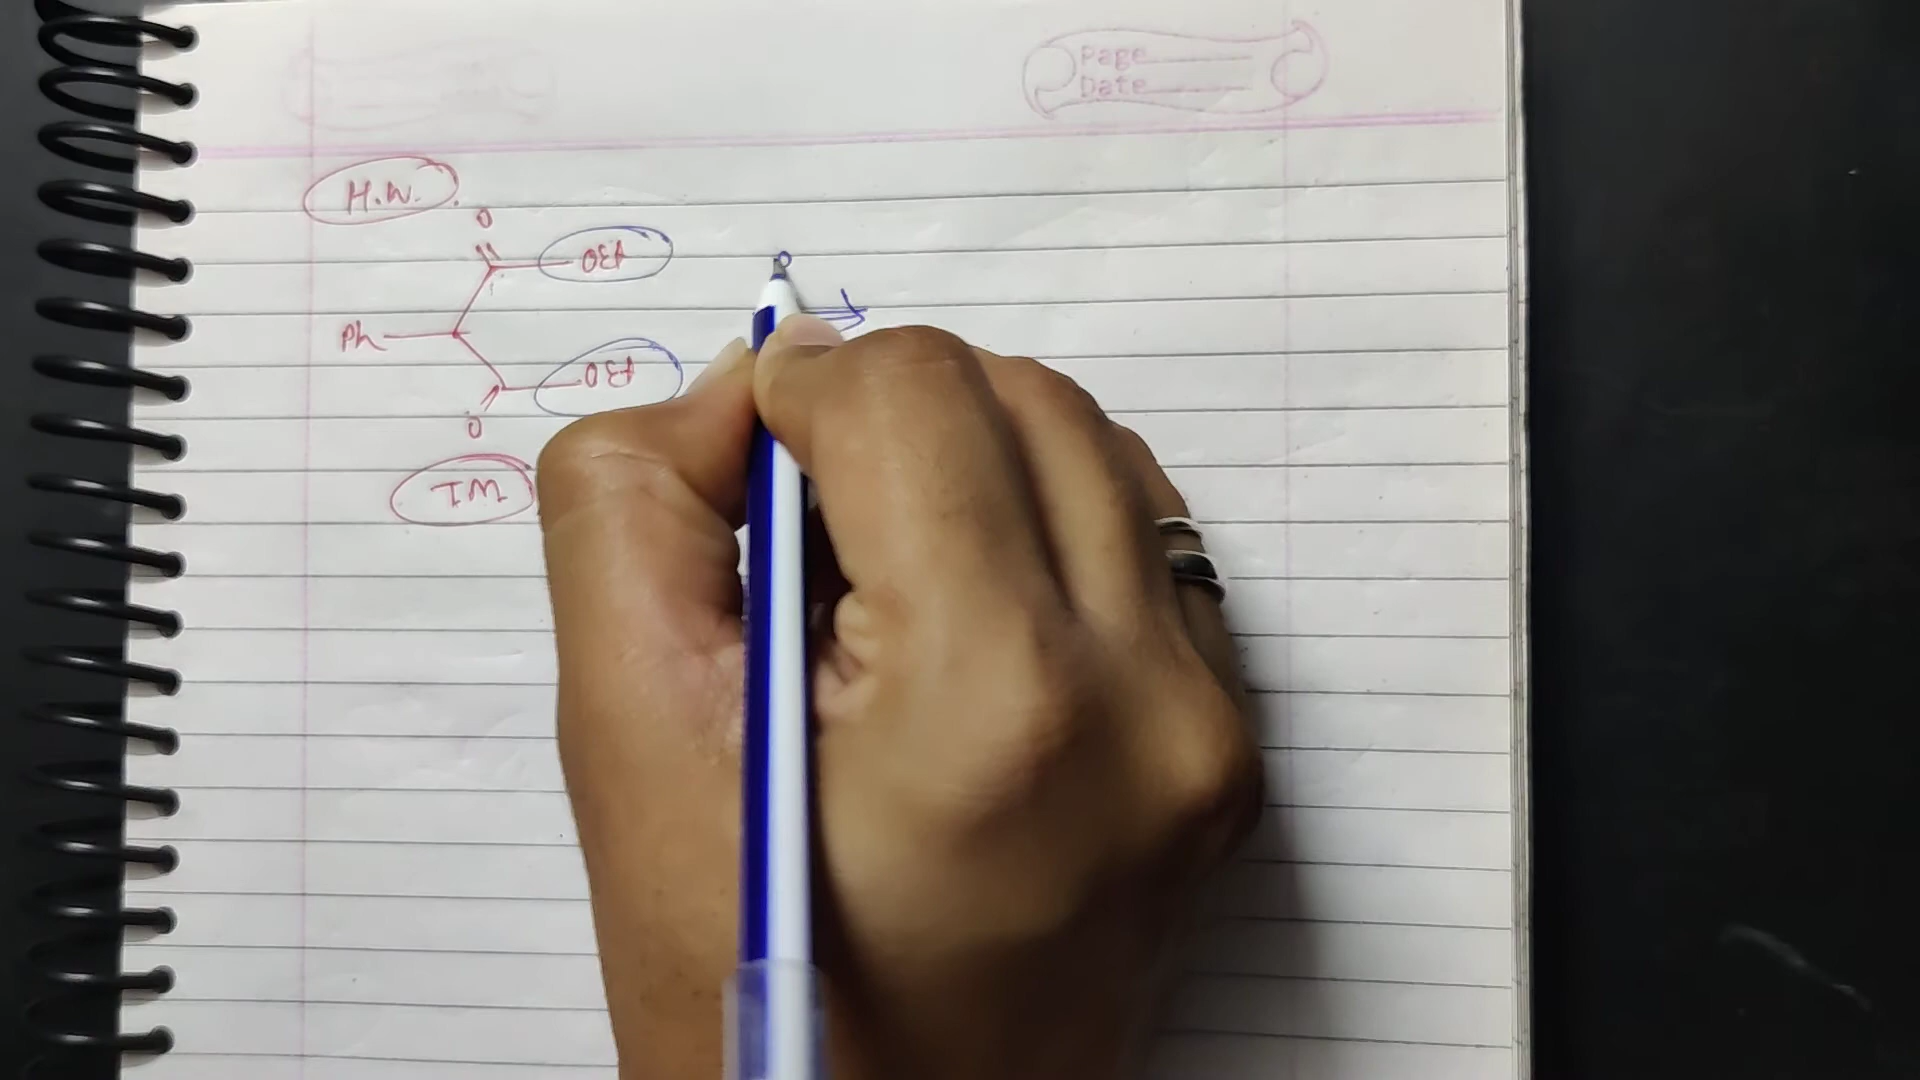 Page
Date
H.W.
O
OEt
Ph
OEt
O
TM